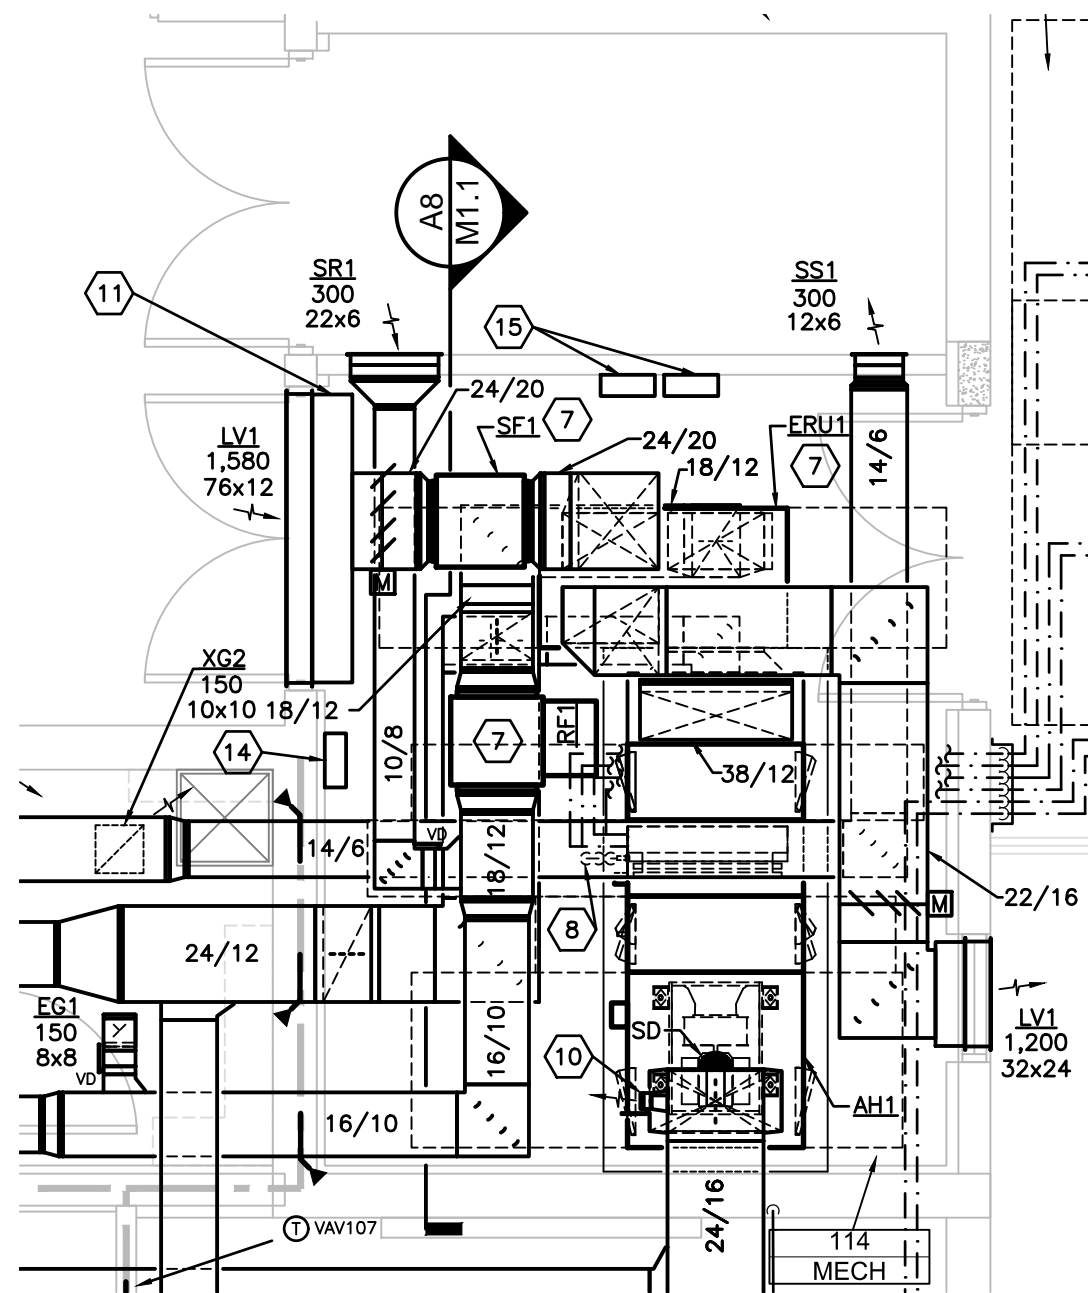 A8
M1.1
SR1
300
22x6
SS1
300
12x6
11
15
24/20
SF1
7
24/20
ERU1
18/12
7
14/6
LV1
1,580
76x12
M
XG2
150
10x10
18/12
14
10/8
7
RF1
38/12
14/6
VD
18/12
8
M
22/16
24/12
EG1
150
8x8
VD
16/10
SD
10
LV1
1,200
32x24
AH1
16/10
24/16
T
VAV107
114
MECH